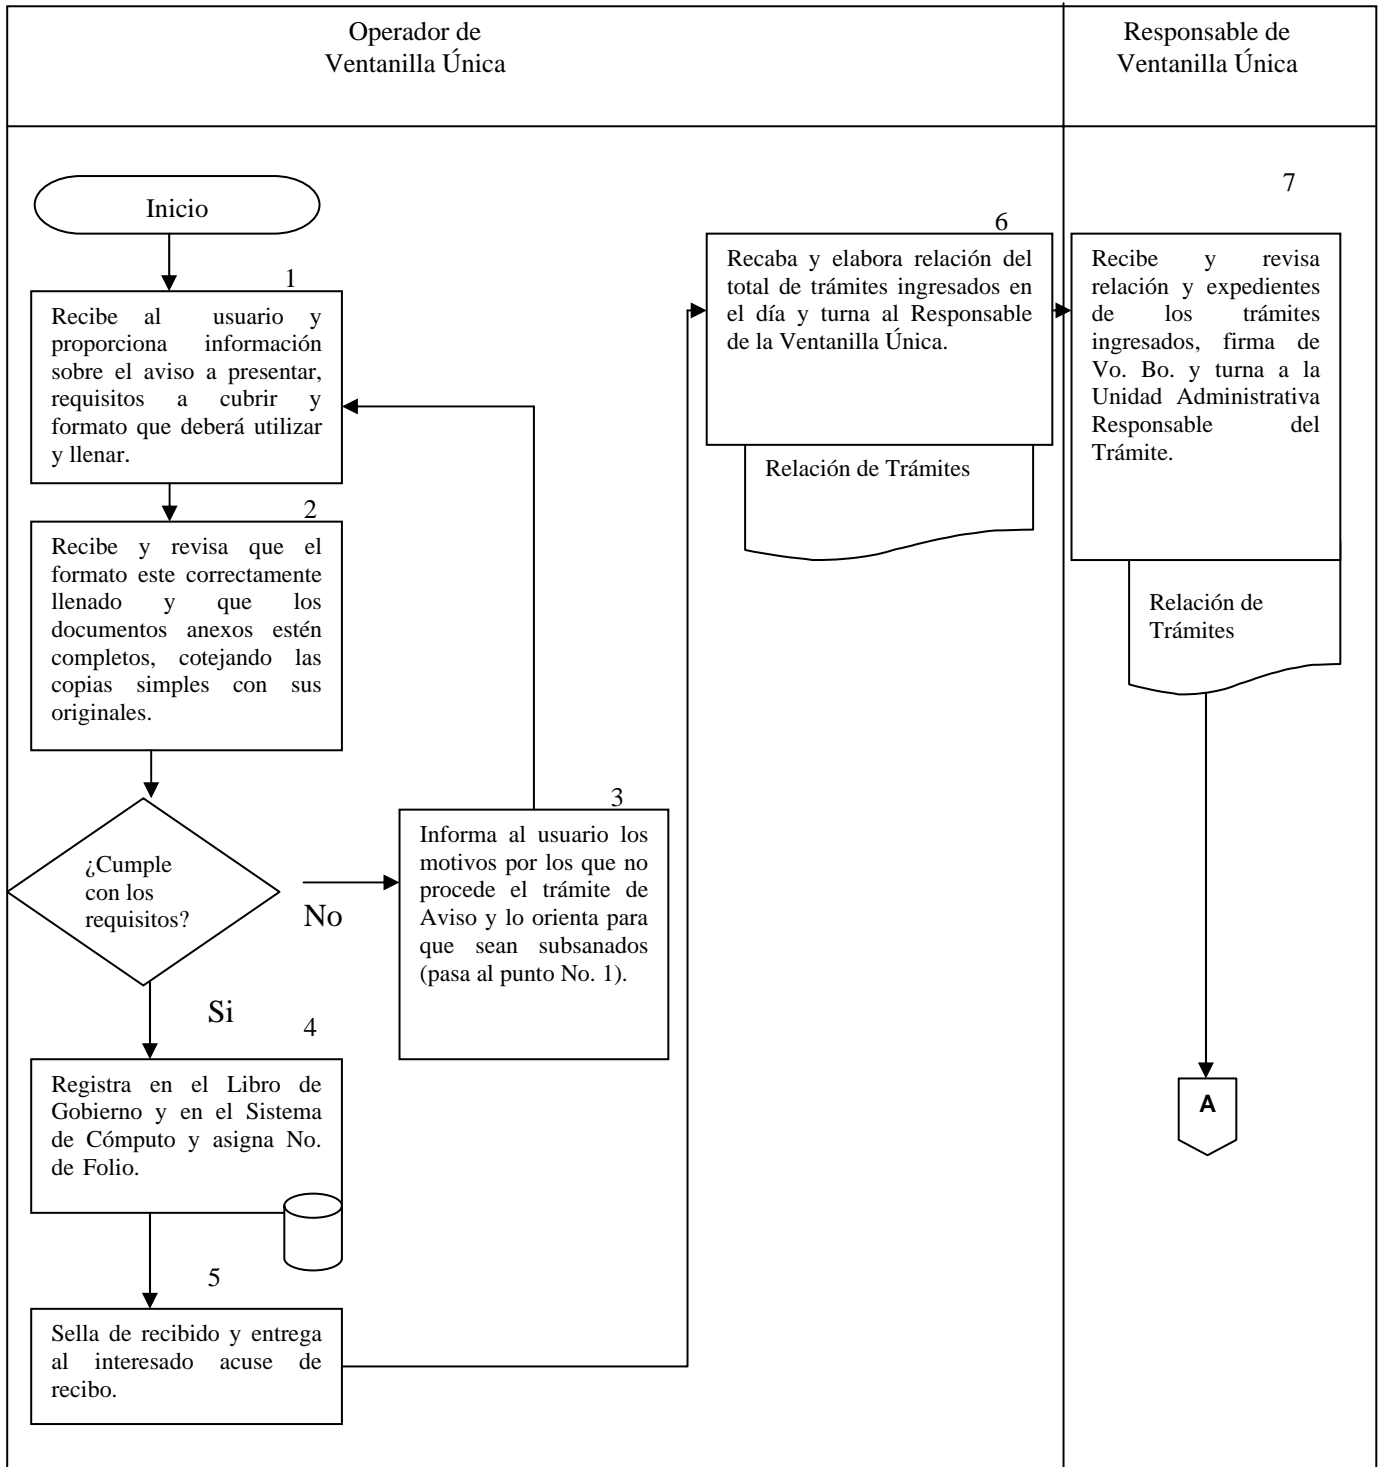 Operador de
Ventanilla Única
Responsable de
Ventanilla Única
Inicio
1
Recibe al usuario y
proporciona información
sobre el aviso a presentar,
requisitos a cubrir y
formato que deberá utilizar
y llenar.
2
Recibe y revisa que el
formato este correctamente
llenado y que los
documentos anexos estén
completos, cotejando las
copias simples con sus
originales.
¿Cumple
con los
requisitos?
No
3
Informa al usuario los
motivos por los que no
procede el trámite de
Aviso y lo orienta para
que sean subsanados
(pasa al punto No. 1).
Si
4
Registra en el Libro de
Gobierno y en el Sistema
de Cómputo y asigna No.
de Folio.
5
Sella de recibido y entrega
al interesado acuse de
recibo.
6
Recaba y elabora relación del
total de trámites ingresados en
el día y turna al Responsable
de la Ventanilla Única.
Relación de Trámites
7
Recibe y revisa
relación y expedientes
de los trámites
ingresados, firma de
Vo. Bo. y turna a la
Unidad Administrativa
Responsable del
Trámite.
Relación de
Trámites
A